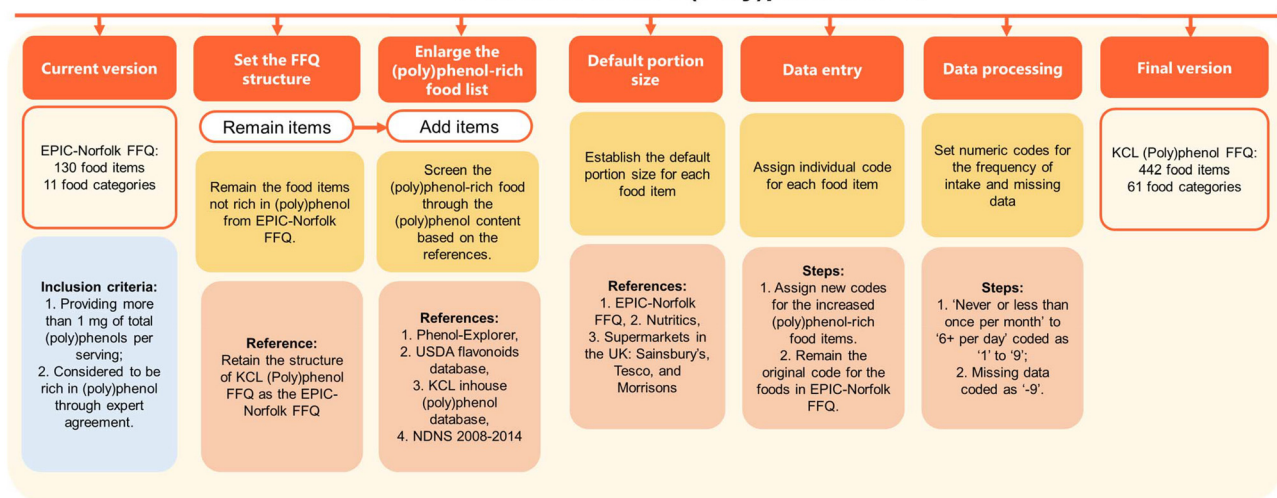 Current version
EPIC-Norfolk FFQ:
130 food items
11 food categories
Inclusion criteria:
1. Providing more
than 1 mg of total
(poly)phenols per
serving;
2. Considered to be
rich in (poly)phenol
through expert
agreement.
Set the FFQ
structure
Remain items
Remain the food items
not rich in (poly)phenol
from EPIC-Norfolk
FFQ.
Reference:
Retain the structure
of KCL (Poly)phenol
FFQ as the EPIC-
Norfolk FFQ
Enlarge the
(poly)phenol-rich
food list
Add items
Screen the
(poly)phenol-rich food
through the
(poly)phenol content
based on the
references.
References:
1. Phenol-Explorer,
2. USDA flavonoids
database,
3. KCL inhouse
(poly)phenol
database,
4. NDNS 2008-2014
Default portion
size
Establish the default
portion size for each
food item
References:
1. EPIC-Norfolk
FFQ, 2. Nutritics,
3. Supermarkets in
the UK: Sainsbury's,
Tesco, and
Morrisons
Data entry
Assign individual code
for each food item
Steps:
1. Assign new codes
for the increased
(poly)phenol-rich
food items.
2. Remain the
original code for the
foods in EPIC-Norfolk
FFQ.
Data processing
Set numeric codes for
the frequency of
intake and missing
data
Steps:
1. ‘Never or less than
once per month’ to
‘6+ per day’ coded as
‘1’ to ‘9’;
2. Missing data
coded as ‘-9’.
Final version
KCL (Poly)phenol FFQ:
442 food items
61 food categories